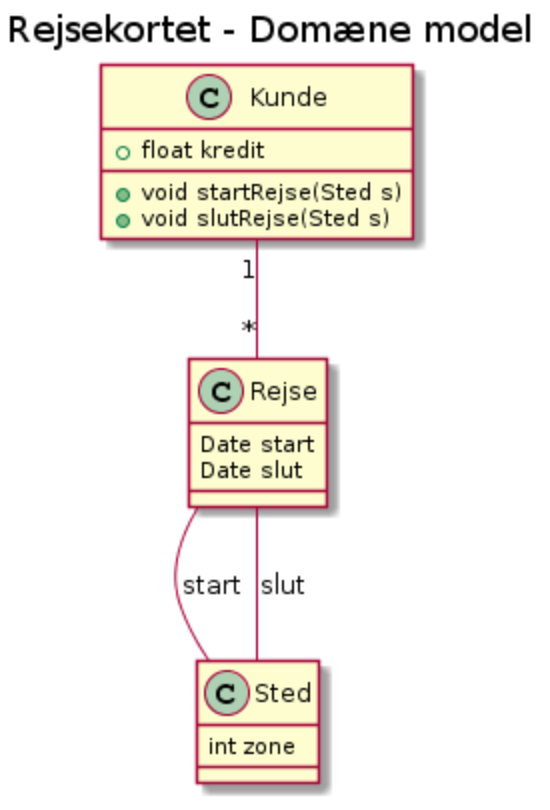 Rejsekortet - Domæne model
C Kunde
float kredit
void startRejse(Sted s)
void slutRejse(Sted s)
1
*
C Rejse
Date start
Date slut
start slut
C Sted
int zone